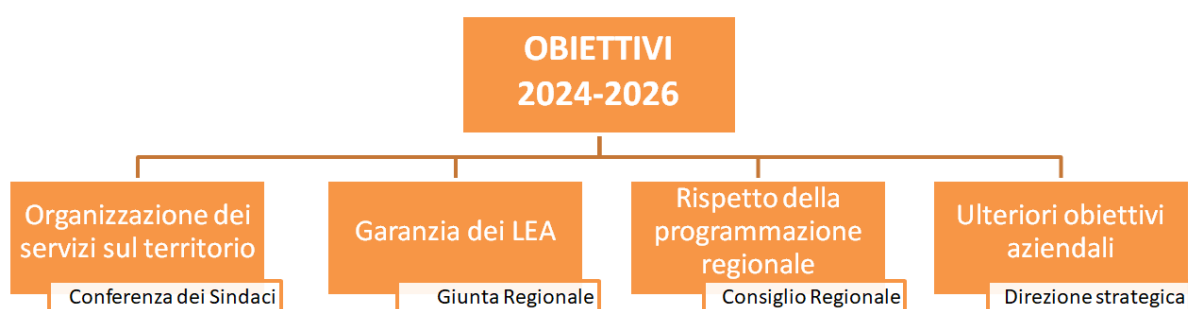 OBIETTIVI
2024-2026
Organizzazione dei
servizi sul territorio
Conferenza dei Sindaci
Garanzia dei LEA
Giunta Regionale
Rispetto della
programmazione
regionale
Consiglio Regionale
Ulteriori obiettivi
aziendali
Direzione strategica